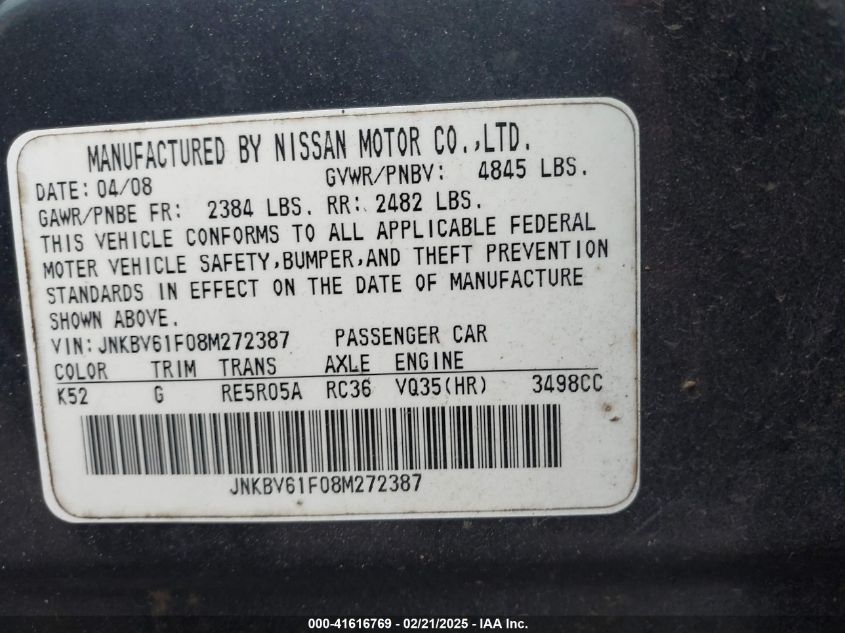 MANUFACTURED BY NISSAN MOTOR CO.,LTD.
DATE: 04/08 GVWR/PNBV: 4845 LBS.
GAWR/PNBE FR: 2384 LBS. RR: 2482 LBS.
THIS VEHICLE CONFORMS TO ALL APPLICABLE FEDERAL
MOTER VEHICLE SAFETY,BUMPER,AND THEFT PREVENTION
STANDARDS IN EFFECT ON THE DATE OF MANUFACTURE
SHOWN ABOVE.
VIN: JNKBV61F08M272387 PASSENGER CAR
COLOR TRIM TRANS AXLE ENGINE
K52 G RE5R05A RC36 VQ35(HR) 3498CC
JNKBV61F08M272387
000-41616769 - 02/21/2025 - IAA Inc.